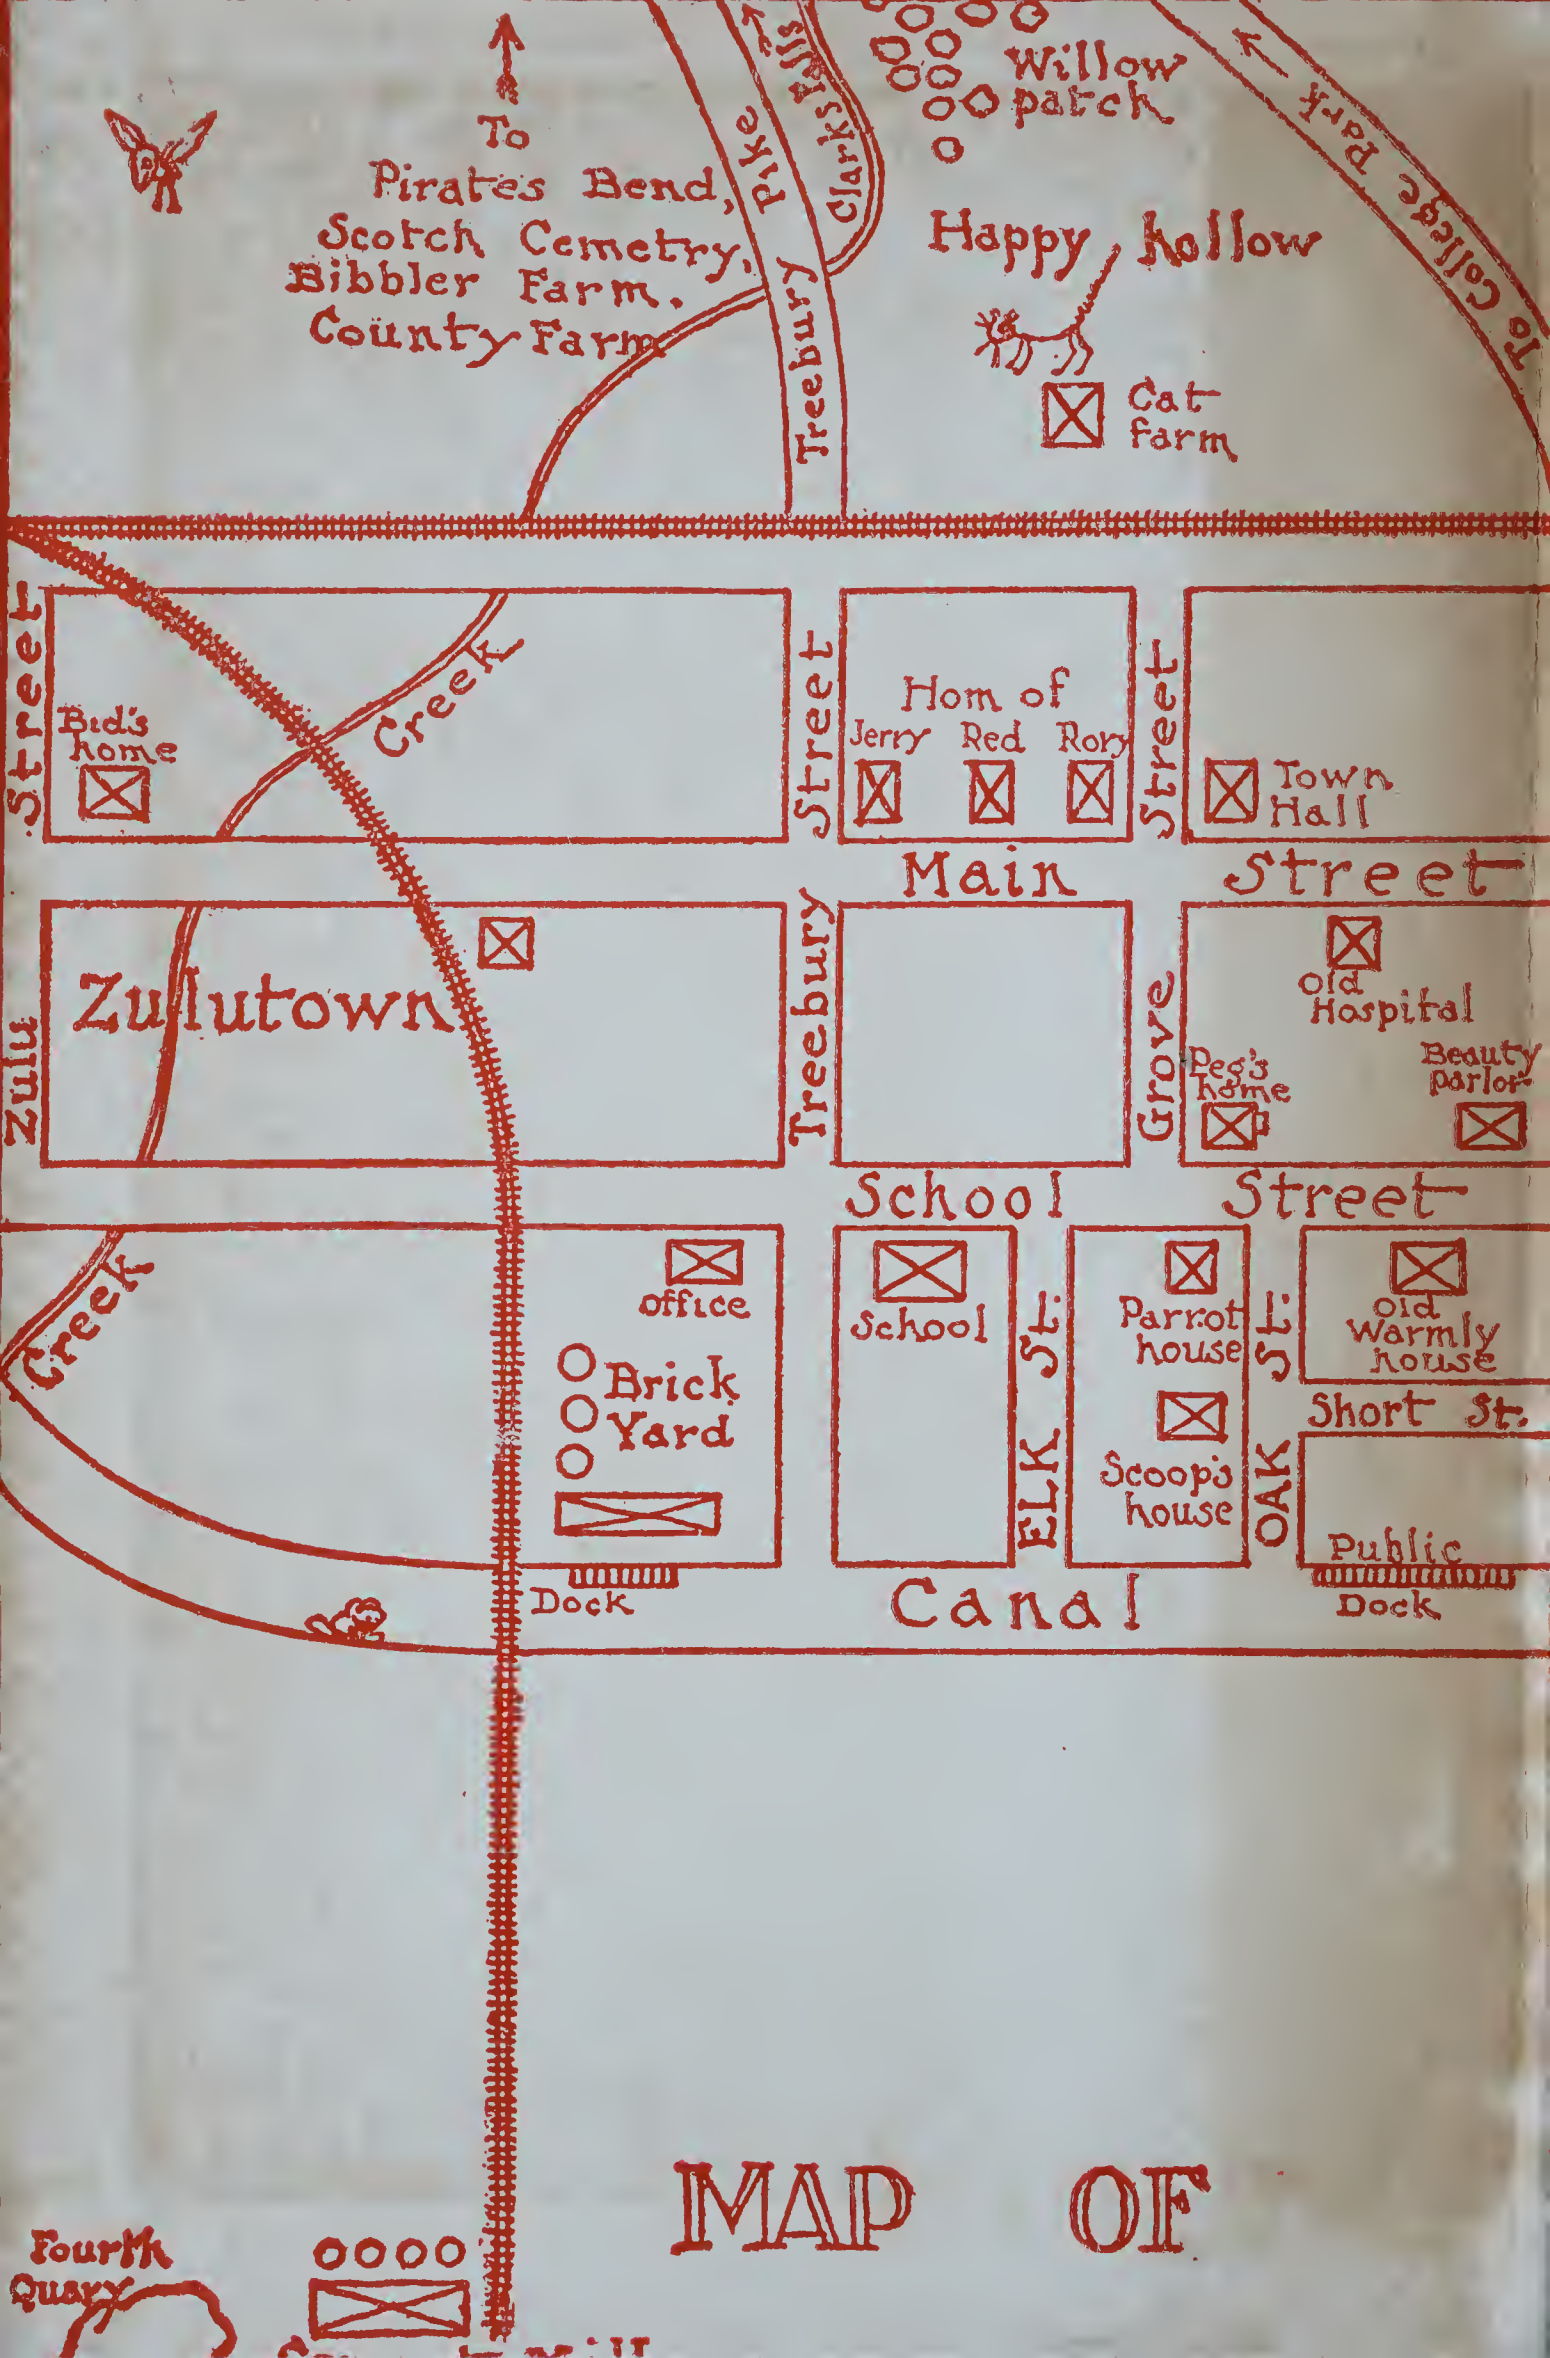 To
Pirate's Bend,
Scotch Cemetry,
Bibbler Farm.
County Farm
Treebury Pike
Clarks Falls
Willow
patch
To College Park
Happy hollow
Cat
farm
Street
Bid's
home
Creek
Street
Hom of
Jerry Red Rory
Street
Town
Hall
Main Street
Zulu
Zulutown
Treebury
Grove
Old
Hospital
Peg's
home
Beauty
parlor
School Street
Creek
office
Brick
Yard
School
ELK St.
Parrot
house
Scoop's
house
OAK St.
Old
Warmly
house
Short St.
Public
Dock
Dock
Canal
MAP OF
Fourth
Quary
Mill